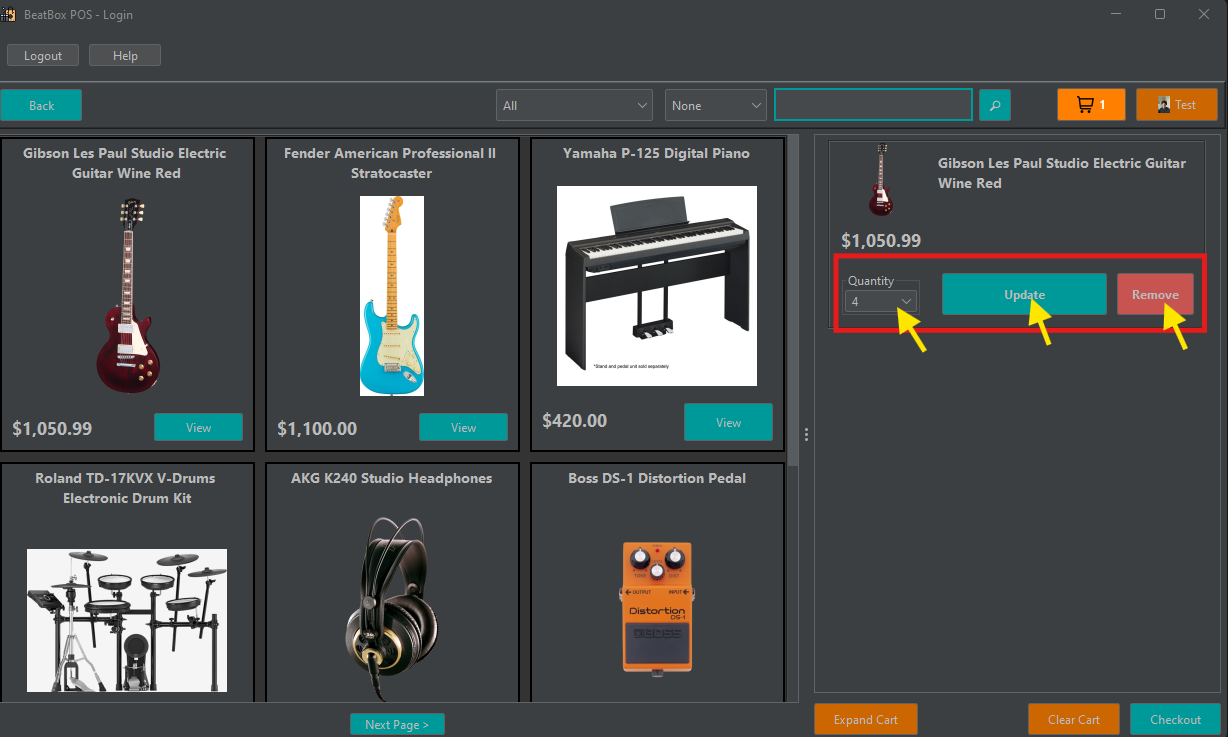 BeatBox POS - Login
Logout
Help
Back
All
None
1
Test
Gibson Les Paul Studio Electric
Guitar Wine Red
$1,050.99
View
Fender American Professional II
Stratocaster
$1,100.00
View
Yamaha P-125 Digital Piano
*Stand and pedal unit sold separately
$420.00
View
Roland TD-17KVX V-Drums
Electronic Drum Kit
AKG K240 Studio Headphones
Boss DS-1 Distortion Pedal
TONE
DIST
OUTPUT
INPUT
Distortion
DS-1
BOSS
Next Page >
Gibson Les Paul Studio Electric Guitar
Wine Red
$1,050.99
Quantity
4
Update
Remove
Expand Cart
Clear Cart
Checkout